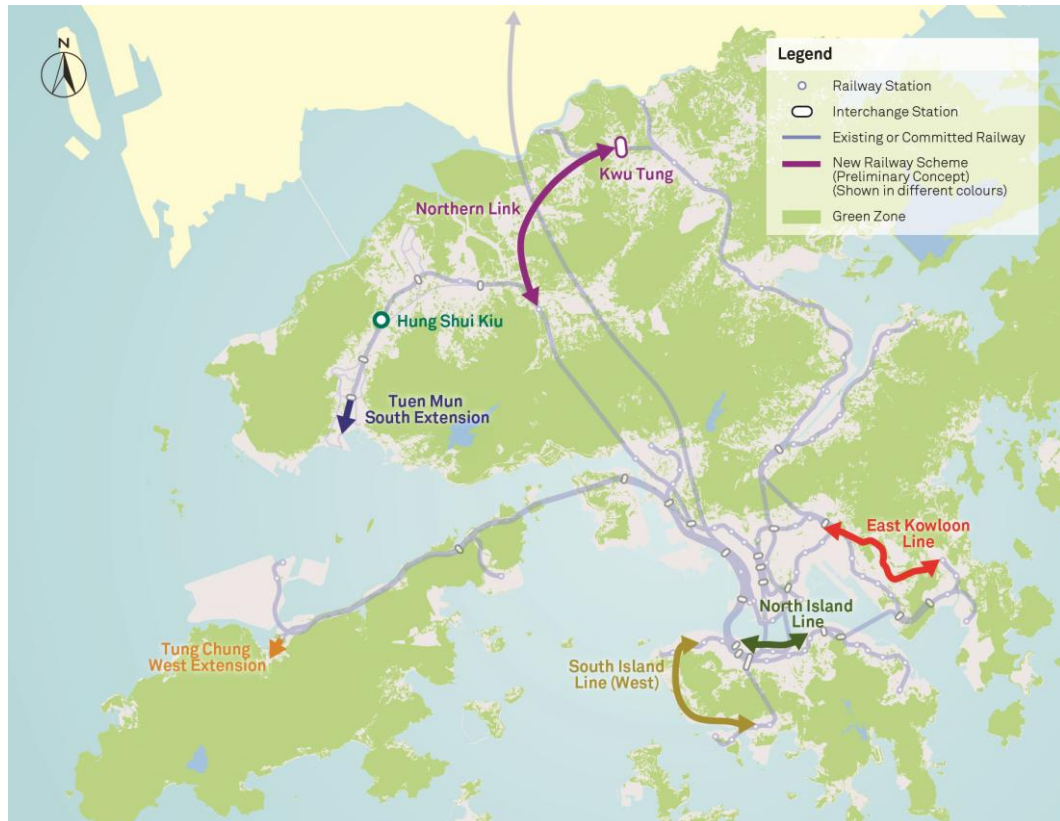 N
Legend
Railway Station
Interchange Station
Existing or Committed Railway
New Railway Scheme
(Preliminary Concept)
(Shown in different colours)
Green Zone
Kwu Tung
Northern Link
Hung Shui Kiu
Tuen Mun
South Extension
East Kowloon
Line
North Island
Line
Tung Chung
West Extension
South Island
Line (West)